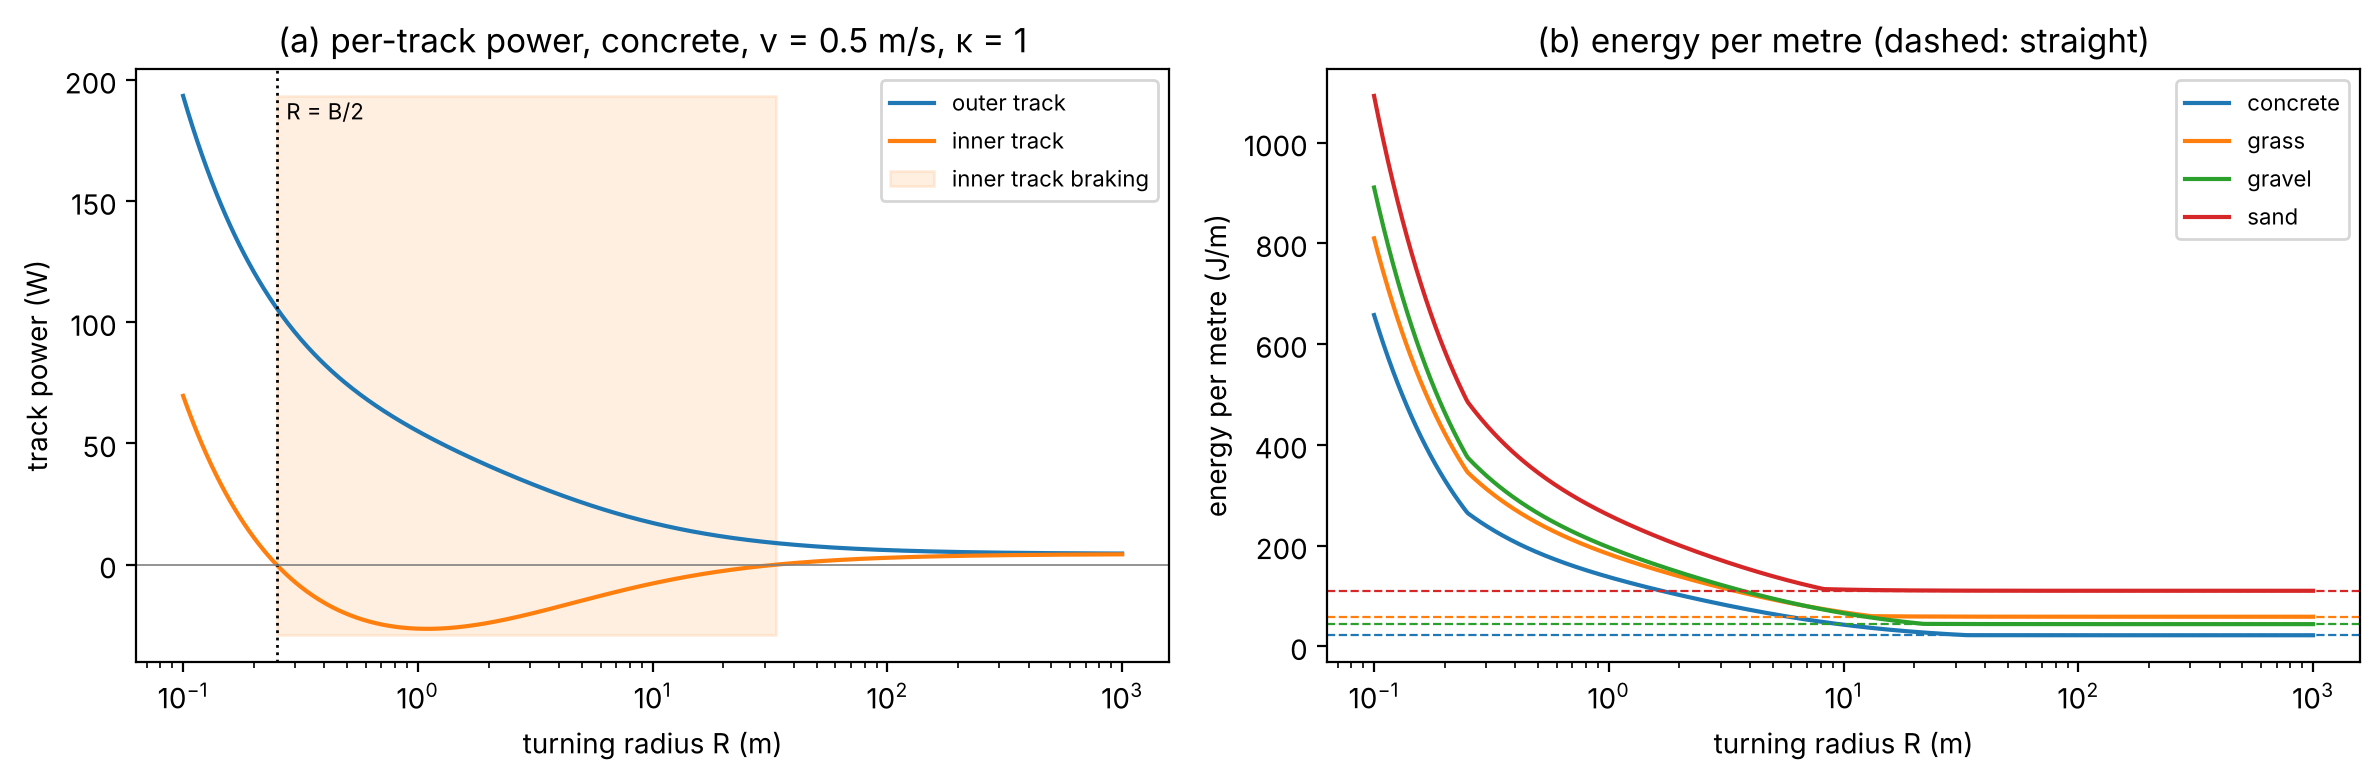 (a) per-track power, concrete, v = 0.5 m/s, κ = 1
200
150
100
50
0
track power (W)
R = B/2
outer track
inner track
inner track braking
10⁻¹
10⁰
10¹
10²
10³
turning radius R (m)
(b) energy per metre (dashed: straight)
1000
800
600
400
200
0
energy per metre (J/m)
concrete
grass
gravel
sand
10⁻¹
10⁰
10¹
10²
10³
turning radius R (m)